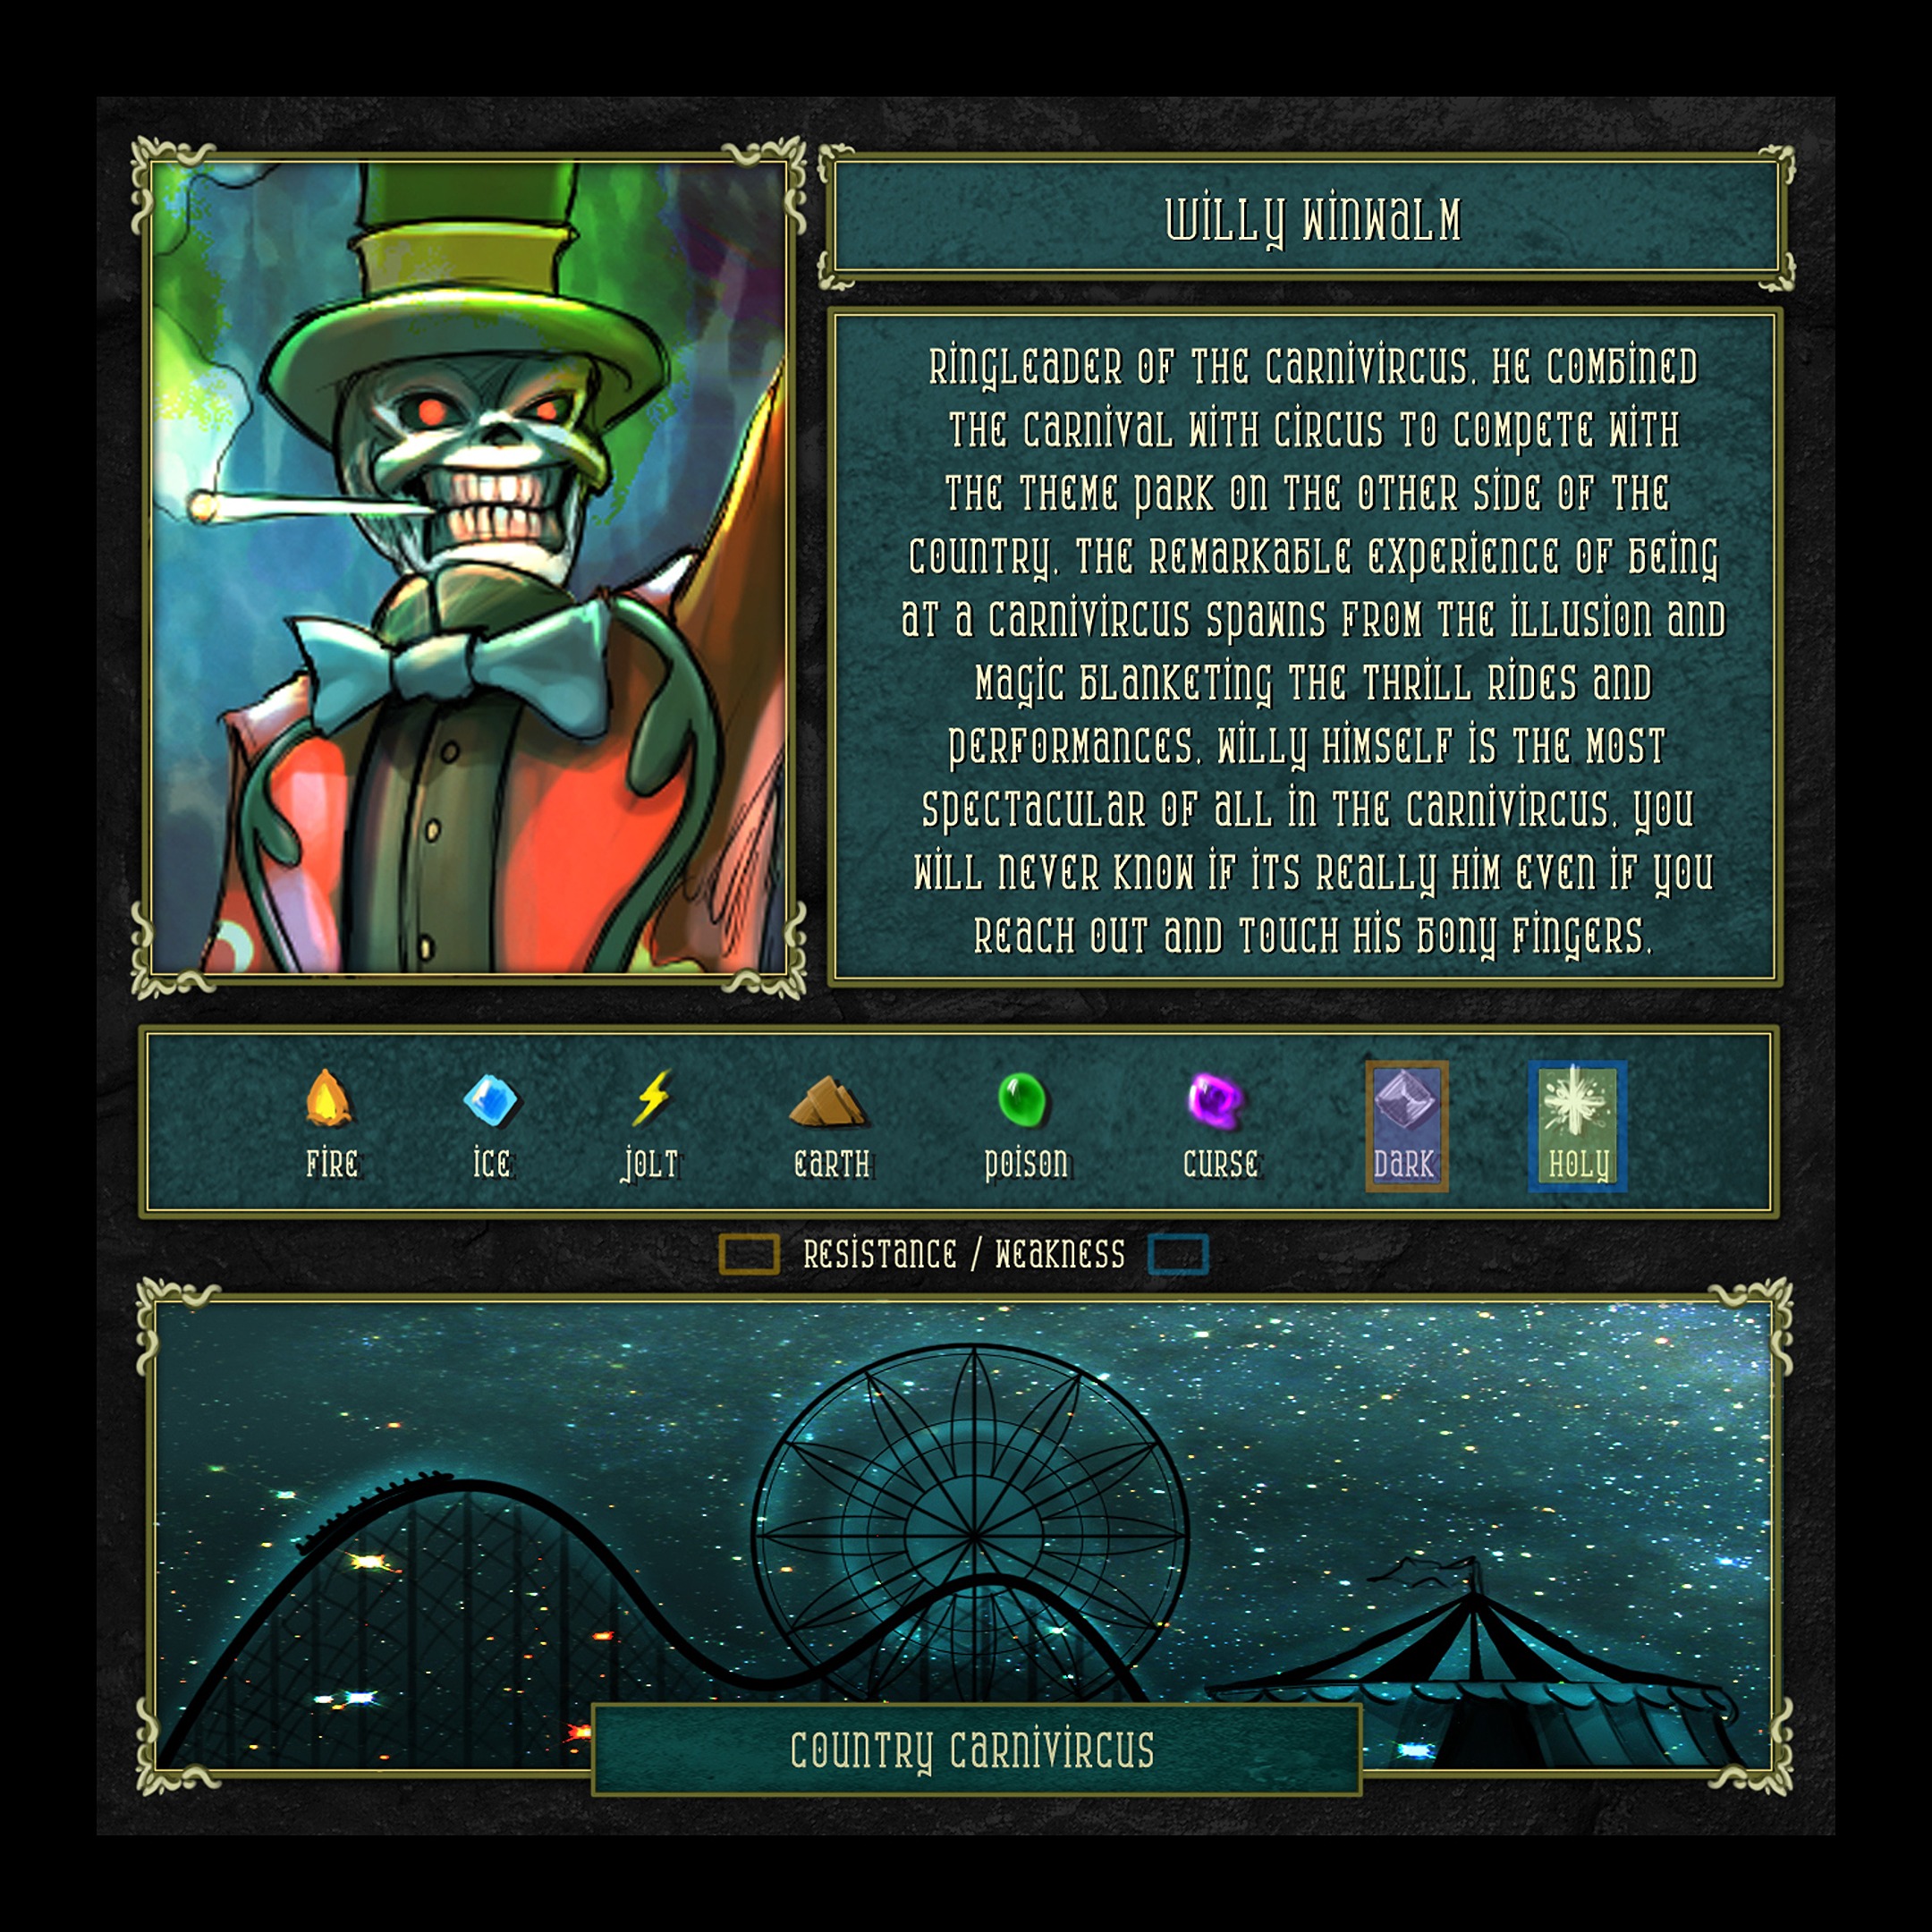 WILLY WINWALM
RINGLEADER OF THE CARNIVIRCUS. HE COMBINED
THE CARNIVAL WITH CIRCUS TO COMPETE WITH
THE THEME PARK ON THE OTHER SIDE OF THE
COUNTRY. THE REMARKABLE EXPERIENCE OF BEING
AT A CARNIVIRCUS SPAWNS FROM THE ILLUSION AND
MAGIC BLANKETING THE THRILL RIDES AND
PERFORMANCES. WILLY HIMSELF IS THE MOST
SPECTACULAR OF ALL IN THE CARNIVIRCUS. YOU
WILL NEVER KNOW IF ITS REALLY HIM EVEN IF YOU
REACH OUT AND TOUCH HIS BONY FINGERS.
FIRE ICE JOLT EARTH POISON CURSE DARK HOLY
RESISTANCE / WEAKNESS
COUNTRY CARNIVIRCUS